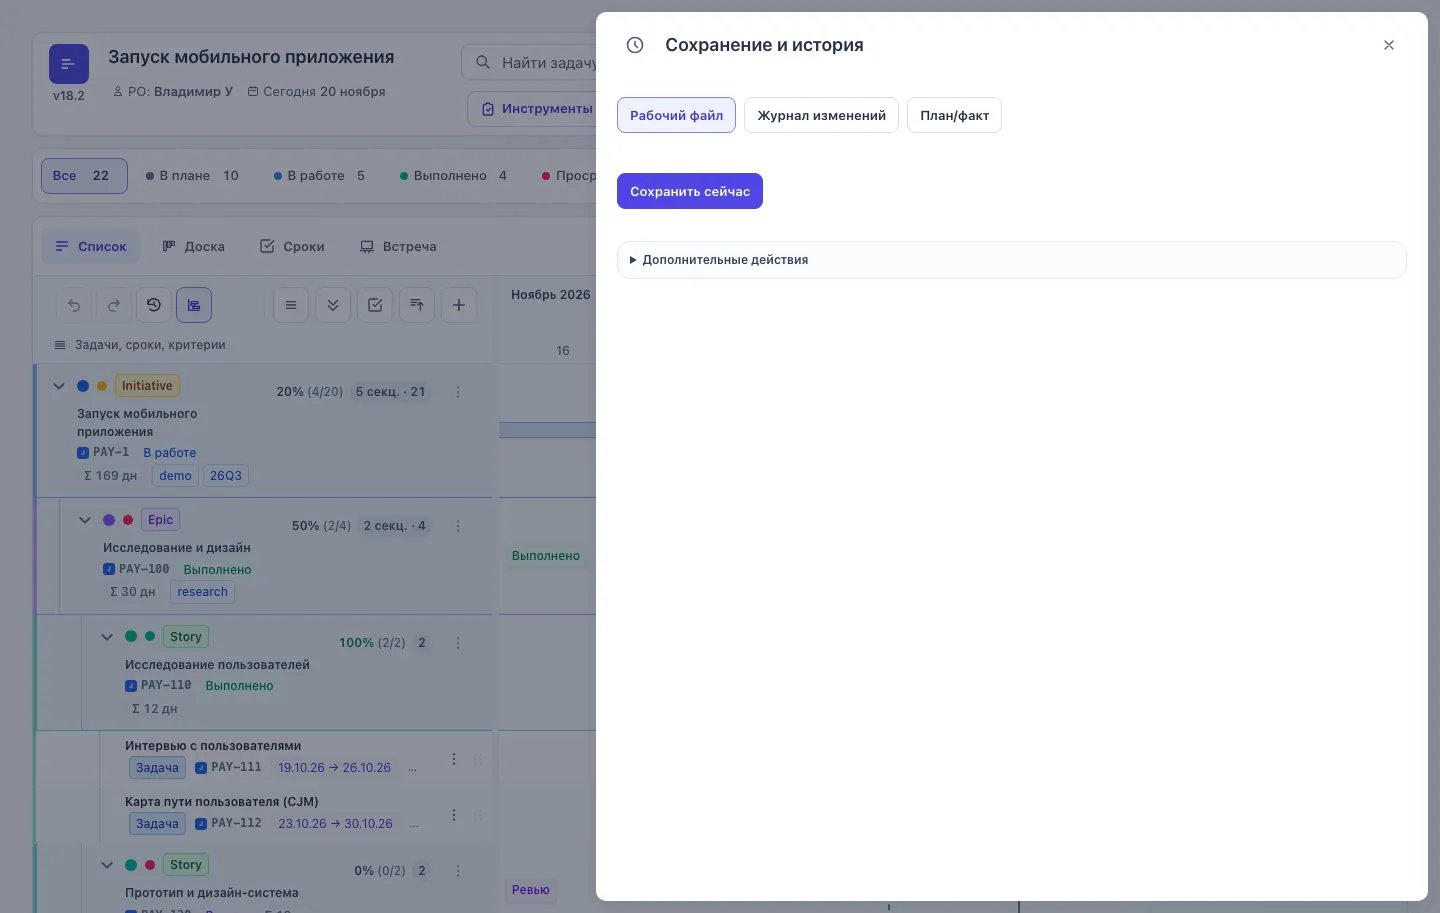 Запуск мобильного приложения
v18.2
РО: Владимир У
Сегодня 20 ноября
Найти задачу
Инструменты
Все 22
В плане 10
В работе 5
Выполнено 4
Список
Доска
Сроки
Встреча
Задачи, сроки, критерии
Ноябрь 2026
16
Initiative
20% (4/20) 5 секц. · 21
Запуск мобильного
приложения
PAY-1 В работе
Σ 169 дн demo 26Q3
Epic
50% (2/4) 2 секц. · 4
Исследование и дизайн
PAY-100 Выполнено
Σ 30 дн research
Выполнено
Story
100% (2/2) 2
Исследование пользователей
PAY-110 Выполнено
Σ 12 дн
Интервью с пользователями
Задача PAY-111 19.10.26 → 26.10.26 ...
Карта пути пользователя (CJM)
Задача PAY-112 23.10.26 → 30.10.26 ...
Story
0% (0/2) 2
Прототип и дизайн-система
Ревью
Сохранение и история
Рабочий файл
Журнал изменений
План/факт
Сохранить сейчас
Дополнительные действия